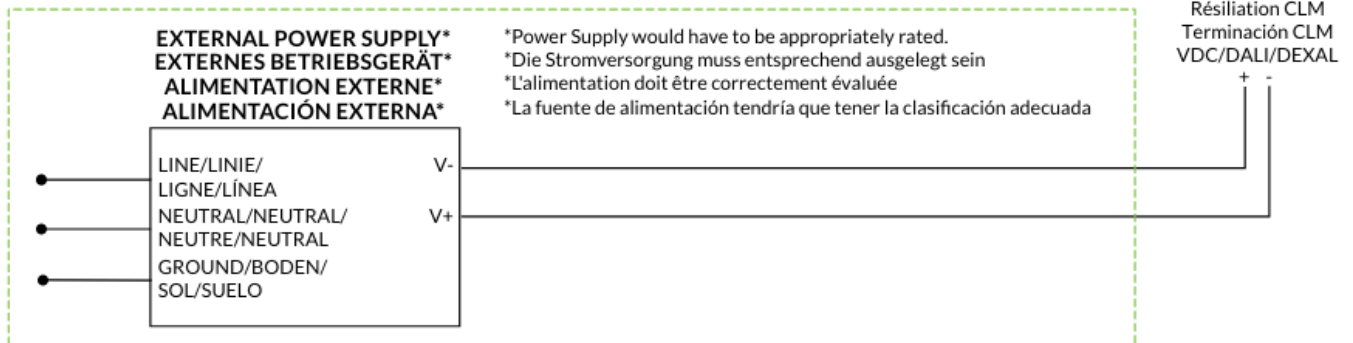 EXTERNAL POWER SUPPLY*
EXTERNES BETRIEBSGERÄT*
ALIMENTATION EXTERNE*
ALIMENTACIÓN EXTERNA*
*Power Supply would have to be appropriately rated.
*Die Stromversorgung muss entsprechend ausgelegt sein
*L'alimentation doit être correctement évaluée
*La fuente de alimentación tendría que tener la clasificación adecuada
Résiliation CLM
Terminación CLM
VDC/DALI/DEXAL
+ -
LINE/LINIE/
LIGNE/LÍNEA
NEUTRAL/NEUTRAL/
NEUTRE/NEUTRAL
GROUND/BODEN/
SOL/SUELO
V-
V+